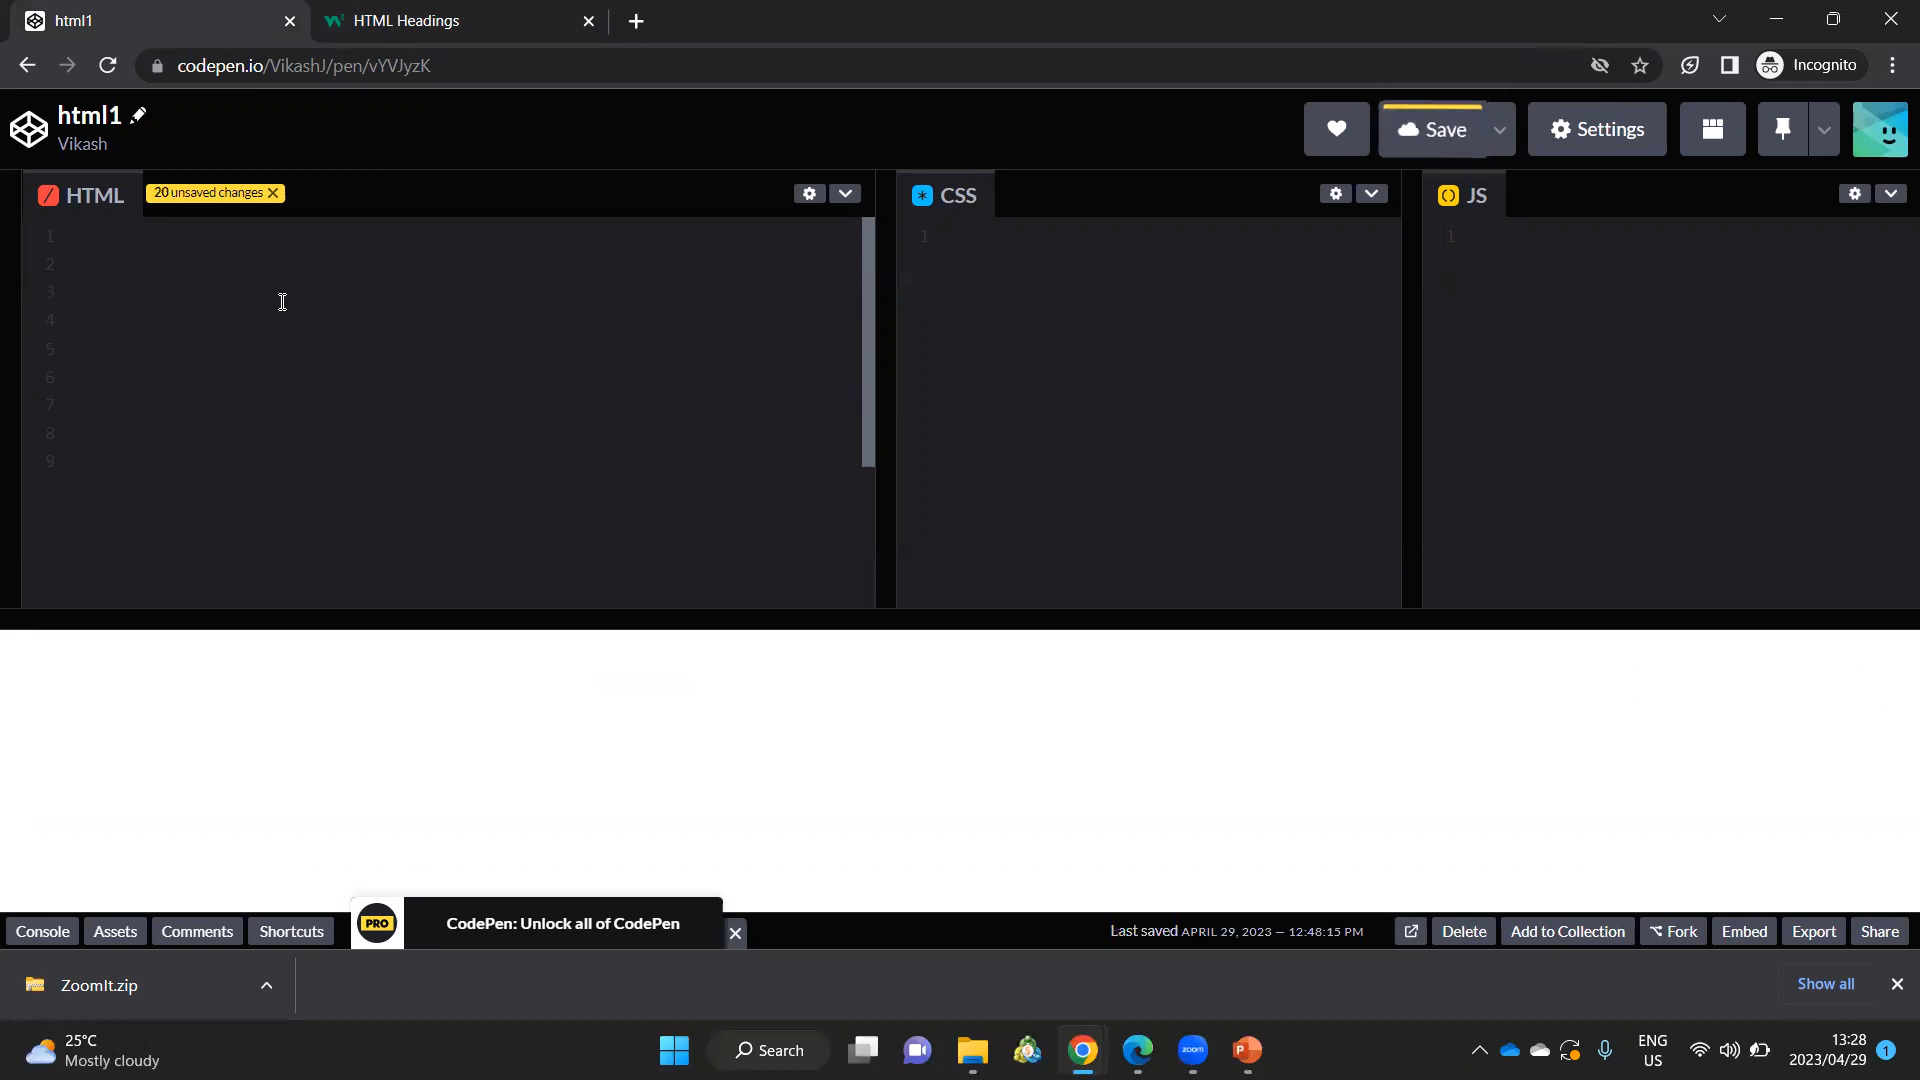 html1
HTML Headings
codepen.io/VikashJ/pen/vYVJyzK
Incognito
html1
Vikash
Save
Settings
HTML
20 unsaved changes
CSS
JS
1
2
3
4
5
6
7
8
9
1
1
Console
Assets
Comments
Shortcuts
PRO
CodePen: Unlock all of CodePen
Last saved APRIL 29, 2023 — 12:48:15 PM
Delete
Add to Collection
Fork
Embed
Export
Share
ZoomIt.zip
Show all
25°C
Mostly cloudy
Search
zoom
ENG
US
13:28
2023/04/29
1